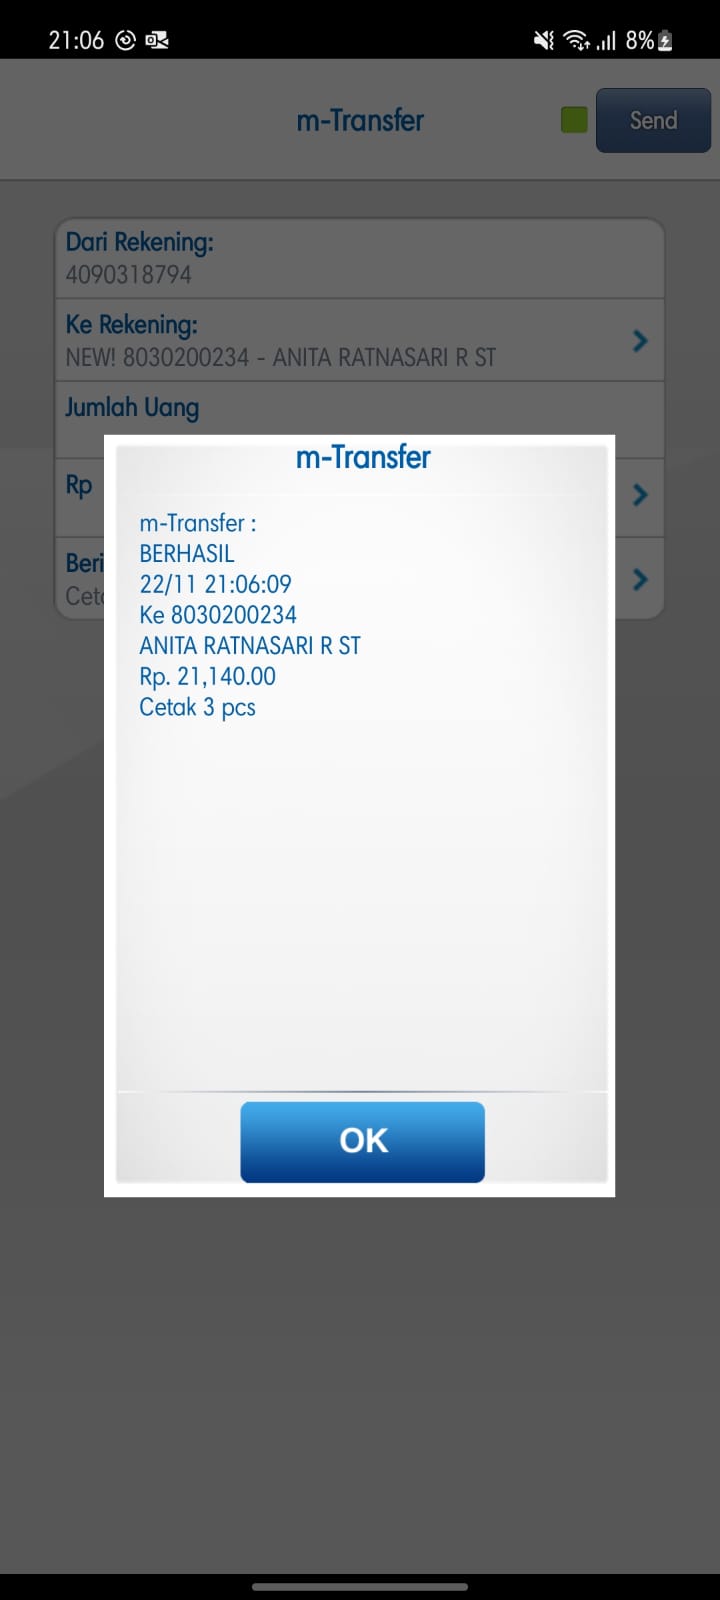 21:06
8%
m-Transfer
Send
Dari Rekening:
4090318794
Ke Rekening:
NEW! 8030200234 - ANITA RATNASARI R ST
Jumlah Uang
Rp
Beri
Ceto
m-Transfer
m-Transfer :
BERHASIL
22/11 21:06:09
Ke 8030200234
ANITA RATNASARI R ST
Rp. 21,140.00
Cetak 3 pcs
OK